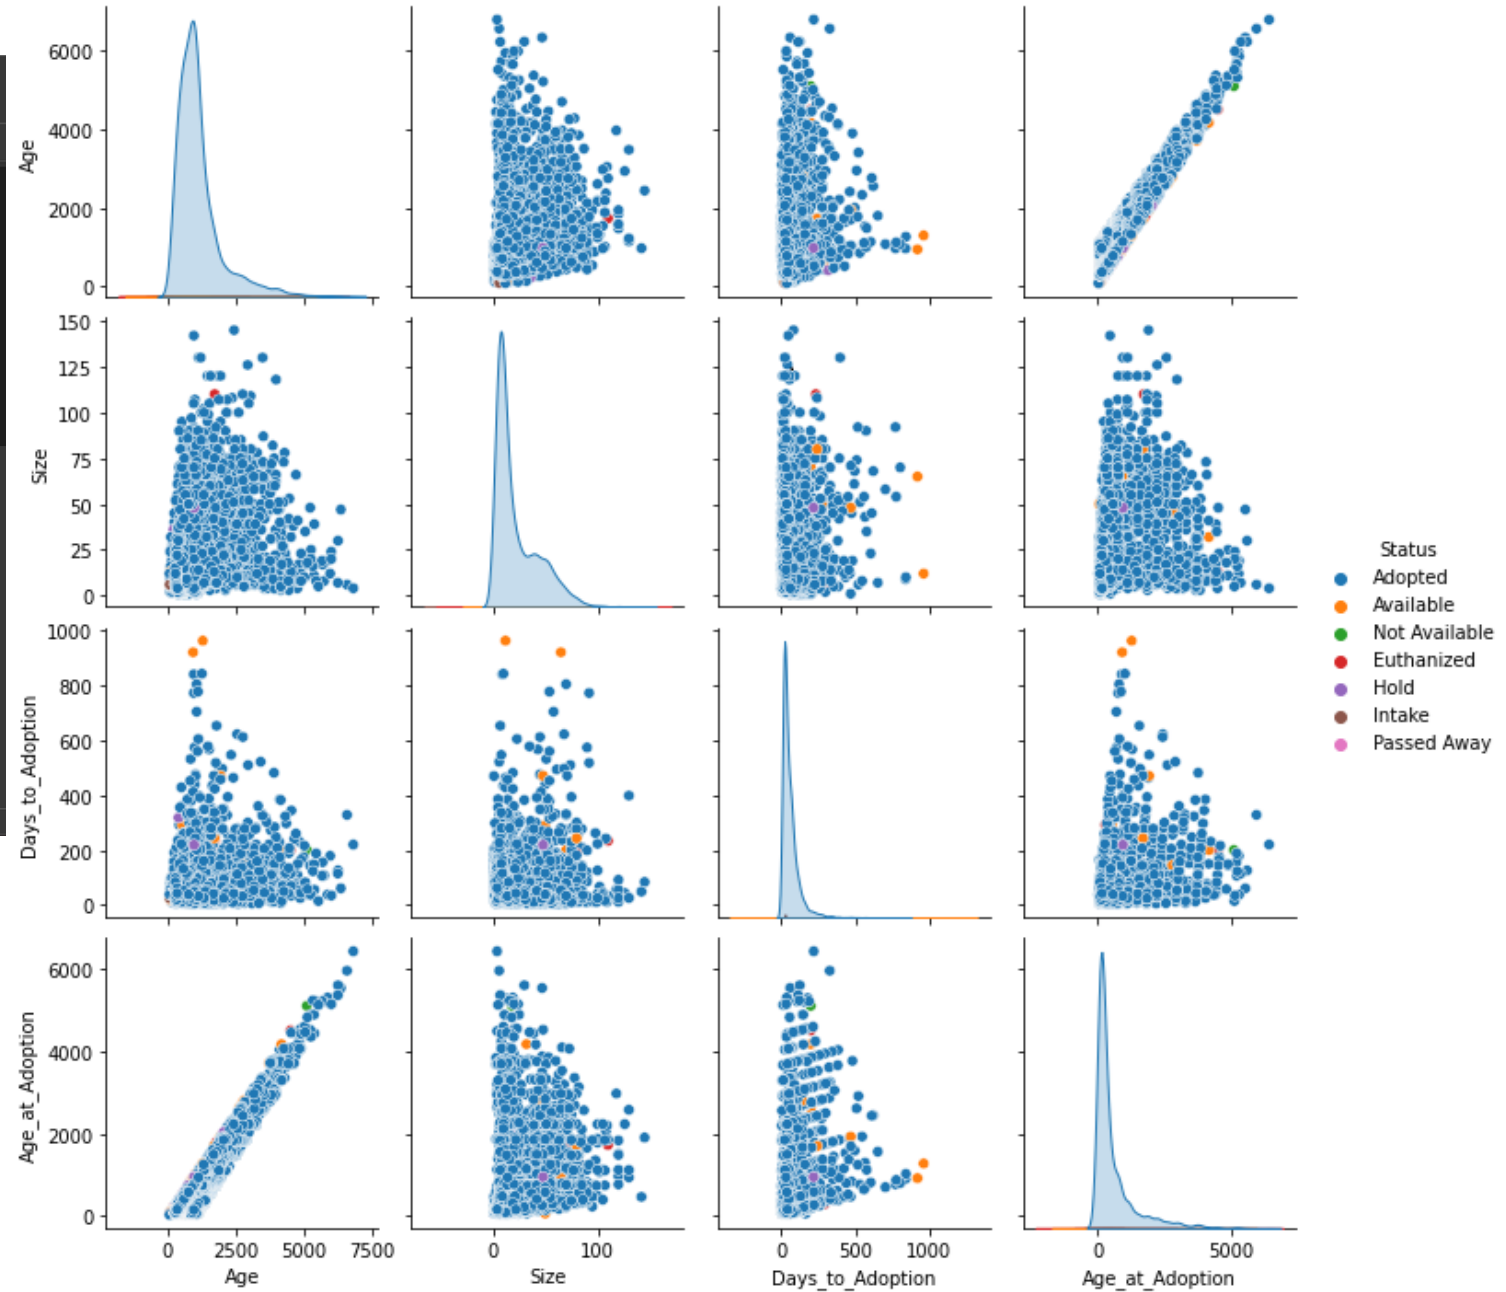 6000
4000
2000
0
Age
150
125
100
75
50
25
0
Size
1000
800
600
400
200
0
Days_to_Adoption
6000
4000
2000
0
Age_at_Adoption
0 2500 5000 7500
Age
0 100
Size
0 500 1000
Days_to_Adoption
0 5000
Age_at_Adoption
Status
Adopted
Available
Not Available
Euthanized
Hold
Intake
Passed Away